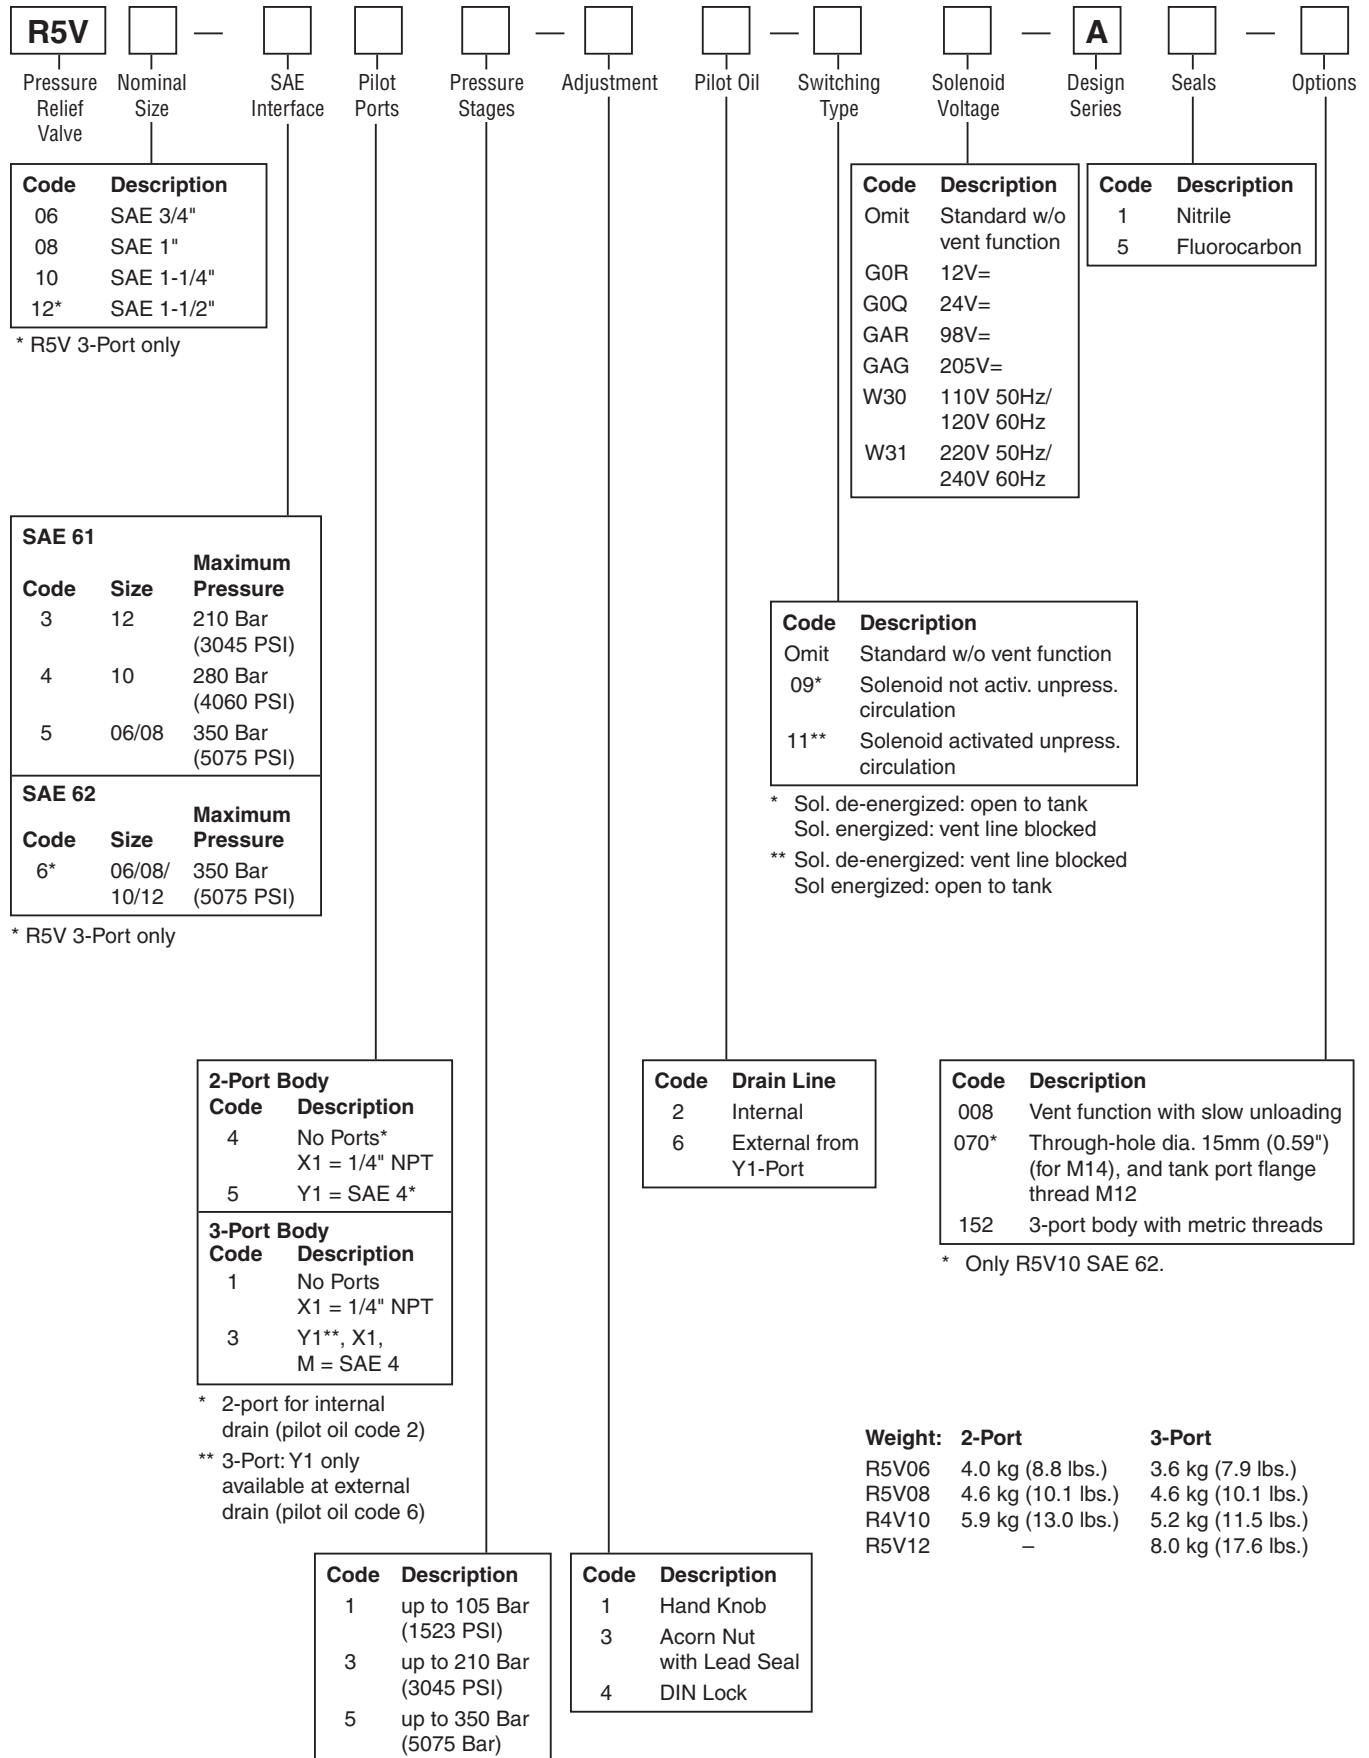 R5V — — — — A —
Pressure Relief Valve
Nominal Size
SAE Interface
Pilot Ports
Pressure Stages
Adjustment
Pilot Oil
Switching Type
Solenoid Voltage
Design Series
Seals
Options
Code Description
06 SAE 3/4"
08 SAE 1"
10 SAE 1-1/4"
12* SAE 1-1/2"
* R5V 3-Port only
Code Description
Omit Standard w/o
vent function
G0R 12V=
G0Q 24V=
GAR 98V=
GAG 205V=
W30 110V 50Hz/
120V 60Hz
W31 220V 50Hz/
240V 60Hz
Code Description
1 Nitrile
5 Fluorocarbon
SAE 61
Maximum
Code Size Pressure
3 12 210 Bar
(3045 PSI)
4 10 280 Bar
(4060 PSI)
5 06/08 350 Bar
(5075 PSI)
SAE 62
Maximum
Code Size Pressure
6* 06/08/ 350 Bar
10/12 (5075 PSI)
* R5V 3-Port only
Code Description
Omit Standard w/o vent function
09* Solenoid not activ. unpress.
circulation
11** Solenoid activated unpress.
circulation
* Sol. de-energized: open to tank
Sol. energized: vent line blocked
** Sol. de-energized: vent line blocked
Sol energized: open to tank
2-Port Body
Code Description
4 No Ports*
X1 = 1/4" NPT
5 Y1 = SAE 4*
3-Port Body
Code Description
1 No Ports
X1 = 1/4" NPT
3 Y1**, X1,
M = SAE 4
* 2-port for internal
drain (pilot oil code 2)
** 3-Port: Y1 only
available at external
drain (pilot oil code 6)
Code Drain Line
2 Internal
6 External from
Y1-Port
Code Description
008 Vent function with slow unloading
070* Through-hole dia. 15mm (0.59")
(for M14), and tank port flange
thread M12
152 3-port body with metric threads
* Only R5V10 SAE 62.
Weight: 2-Port 3-Port
R5V06 4.0 kg (8.8 lbs.) 3.6 kg (7.9 lbs.)
R5V08 4.6 kg (10.1 lbs.) 4.6 kg (10.1 lbs.)
R4V10 5.9 kg (13.0 lbs.) 5.2 kg (11.5 lbs.)
R5V12 – 8.0 kg (17.6 lbs.)
Code Description
1 up to 105 Bar
(1523 PSI)
3 up to 210 Bar
(3045 PSI)
5 up to 350 Bar
(5075 Bar)
Code Description
1 Hand Knob
3 Acorn Nut
with Lead Seal
4 DIN Lock